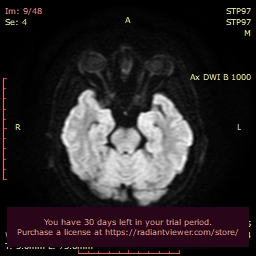 Im: 9/48
Se: 4
A
STP97
STP97
M
Ax DWI B 1000
R
L
You have 30 days left in your trial period.
Purchase a license at https://radiantviewer.com/store/